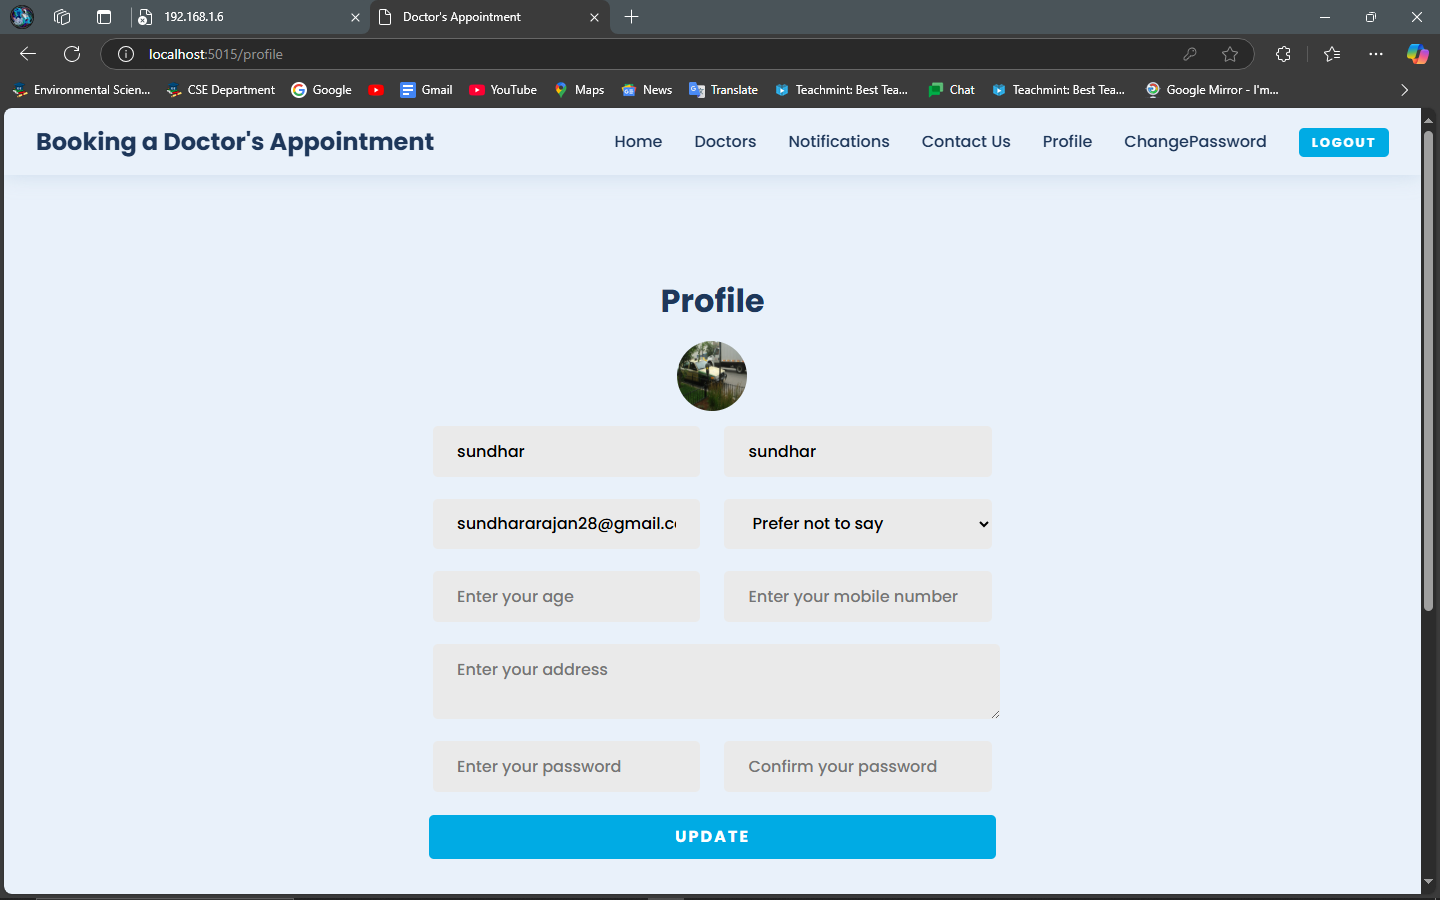 192.168.1.6
Doctor's Appointment
localhost:5015/profile
Environmental Scien... CSE Department Google Gmail YouTube Maps News Translate Teachmint: Best Tea... Chat Teachmint: Best Tea... Google Mirror - I'm...
Booking a Doctor's Appointment
Home Doctors Notifications Contact Us Profile ChangePassword LOGOUT
Profile
sundhar sundhar
sundhararajan28@gmail.c Prefer not to say
Enter your age Enter your mobile number
Enter your address
Enter your password Confirm your password
UPDATE